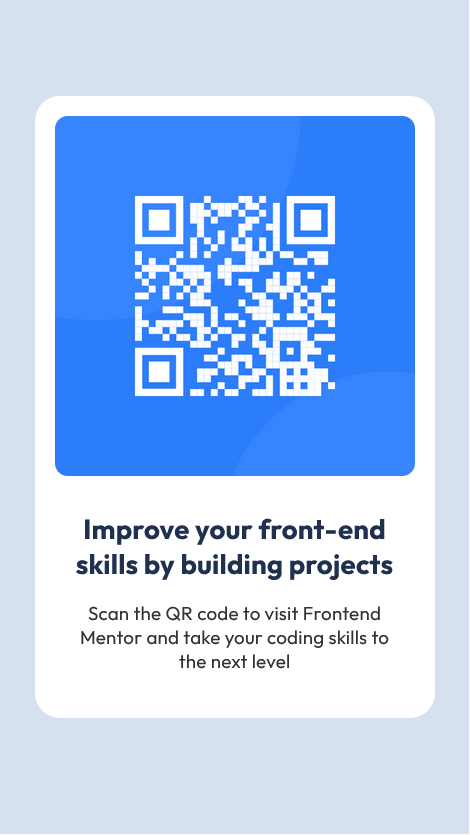 Improve your front-end
skills by building projects
Scan the QR code to visit Frontend
Mentor and take your coding skills to
the next level